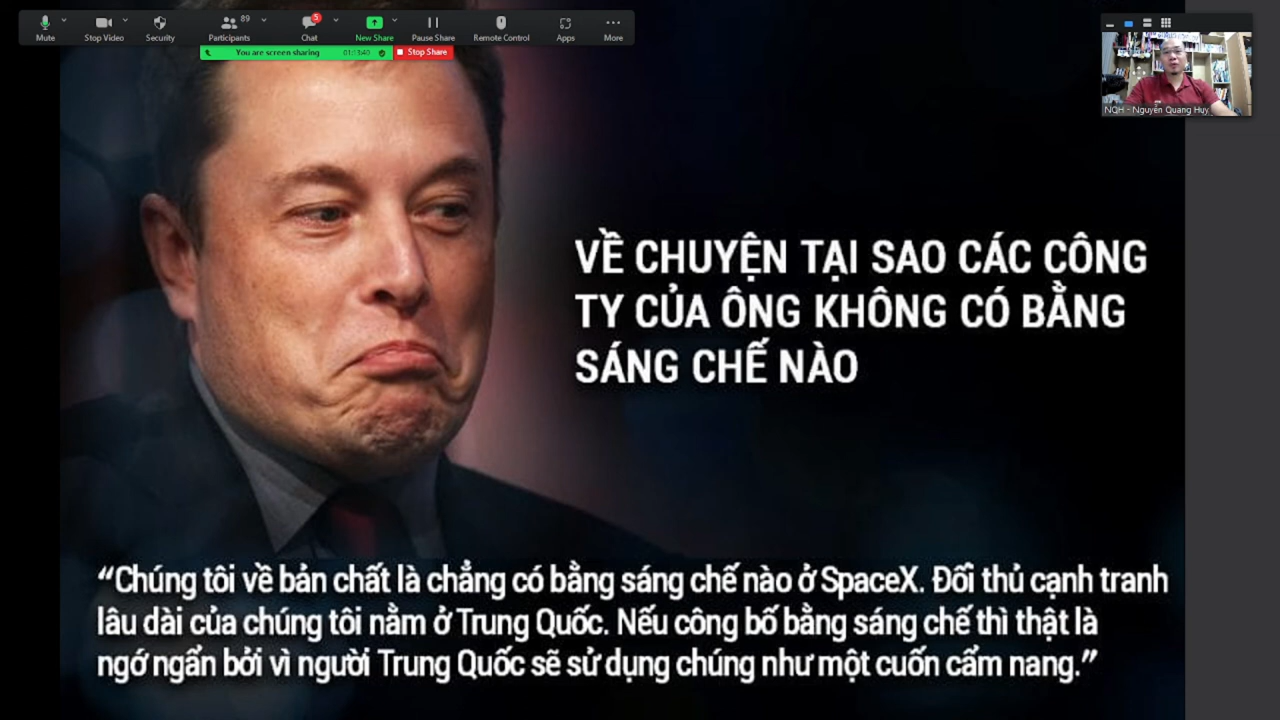 Mute
Stop Video
Security
Participants
89
Chat
5
New Share
Pause Share
Remote Control
Apps
More
You are screen sharing
Stop Share
NQH - Nguyễn Quang Huy
VỀ CHUYỆN TẠI SAO CÁC CÔNG
TY CỦA ÔNG KHÔNG CÓ BẰNG
SÁNG CHẾ NÀO
“Chúng tôi về bản chất là chẳng có bằng sáng chế nào ở SpaceX. Đối thủ cạnh tranh
lâu dài của chúng tôi nằm ở Trung Quốc. Nếu công bố bằng sáng chế thì thật là
ngớ ngẩn bởi vì người Trung Quốc sẽ sử dụng chúng như một cuốn cẩm nang.”